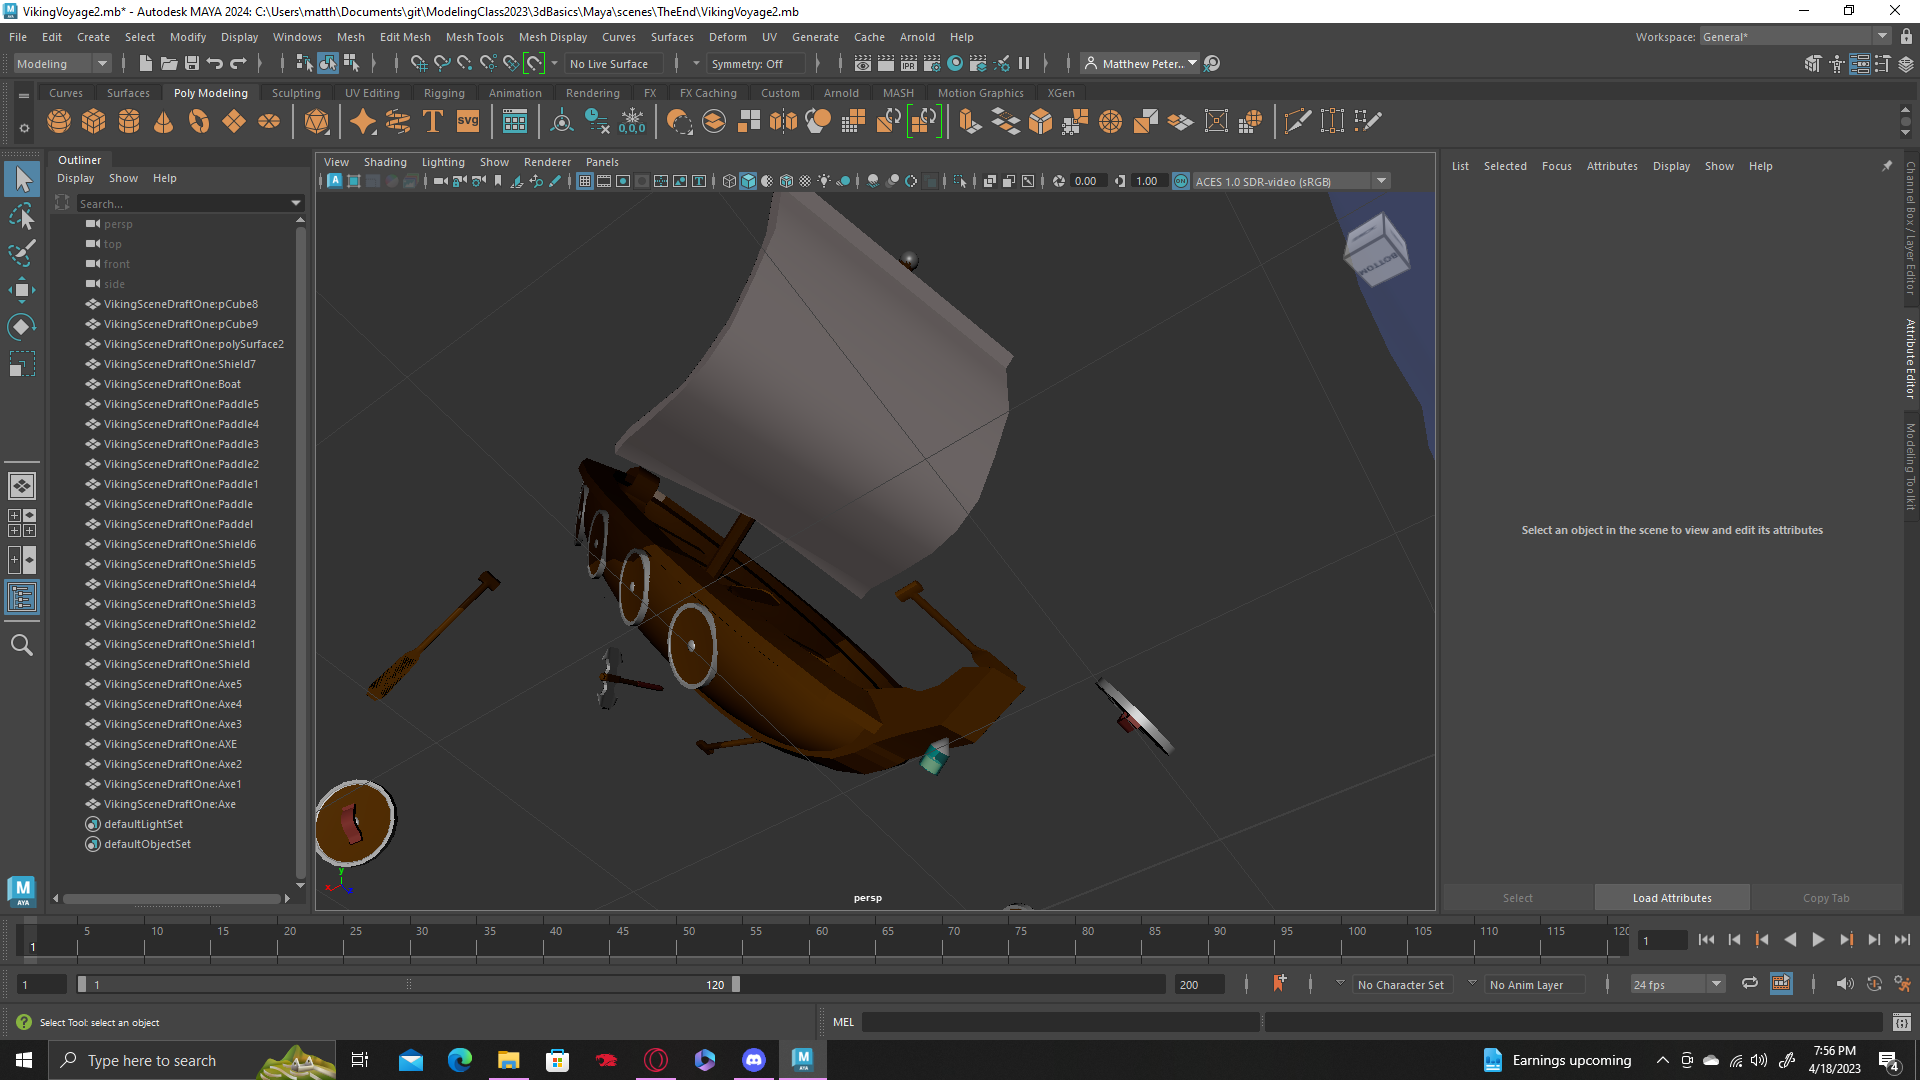 VikingVoyage2.mb* - Autodesk MAYA 2024: C:\Users\matth\Documents\git\ModelingClass2023\3dBasics\Maya\scenes\TheEnd\VikingVoyage2.mb
File Edit Create Select Modify Display Windows Mesh Edit Mesh Mesh Tools Mesh Display Curves Surfaces Deform UV Generate Cache Arnold Help Workspace: General*
Modeling No Live Surface Symmetry: Off IPR Matthew Peter..
Curves Surfaces Poly Modeling Sculpting UV Editing Rigging Animation Rendering FX FX Caching Custom Arnold MASH Motion Graphics XGen
T SVG 0,0,0
Outliner
Display Show Help
Search...
persp
top
front
side
VikingSceneDraftOne:pCube8
VikingSceneDraftOne:pCube9
VikingSceneDraftOne:polySurface2
VikingSceneDraftOne:Shield7
VikingSceneDraftOne:Boat
VikingSceneDraftOne:Paddle5
VikingSceneDraftOne:Paddle4
VikingSceneDraftOne:Paddle3
VikingSceneDraftOne:Paddle2
VikingSceneDraftOne:Paddle1
VikingSceneDraftOne:Paddle
VikingSceneDraftOne:Paddel
VikingSceneDraftOne:Shield6
VikingSceneDraftOne:Shield5
VikingSceneDraftOne:Shield4
VikingSceneDraftOne:Shield3
VikingSceneDraftOne:Shield2
VikingSceneDraftOne:Shield1
VikingSceneDraftOne:Shield
VikingSceneDraftOne:Axe5
VikingSceneDraftOne:Axe4
VikingSceneDraftOne:Axe3
VikingSceneDraftOne:AXE
VikingSceneDraftOne:Axe2
VikingSceneDraftOne:Axe1
VikingSceneDraftOne:Axe
defaultLightSet
defaultObjectSet
View Shading Lighting Show Renderer Panels
0.00 1.00 ACES 1.0 SDR-video (sRGB)
BOTTOM
y
x z
persp
List Selected Focus Attributes Display Show Help
Select an object in the scene to view and edit its attributes
Select Load Attributes Copy Tab
Channel Box / Layer Editor
Attribute Editor
Modeling Toolkit
M
AYA
5 10 15 20 25 30 35 40 45 50 55 60 65 70 75 80 85 90 95 100 105 110 115 120
1
1
1 1 120 200 No Character Set No Anim Layer 24 fps
Select Tool: select an object MEL
Type here to search
Earnings upcoming
7:56 PM
4/18/2023
4